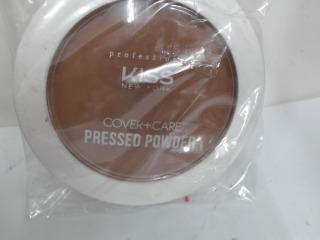 professional
KISS
NEW YORK
COVER+CARE
PRESSED POWDER